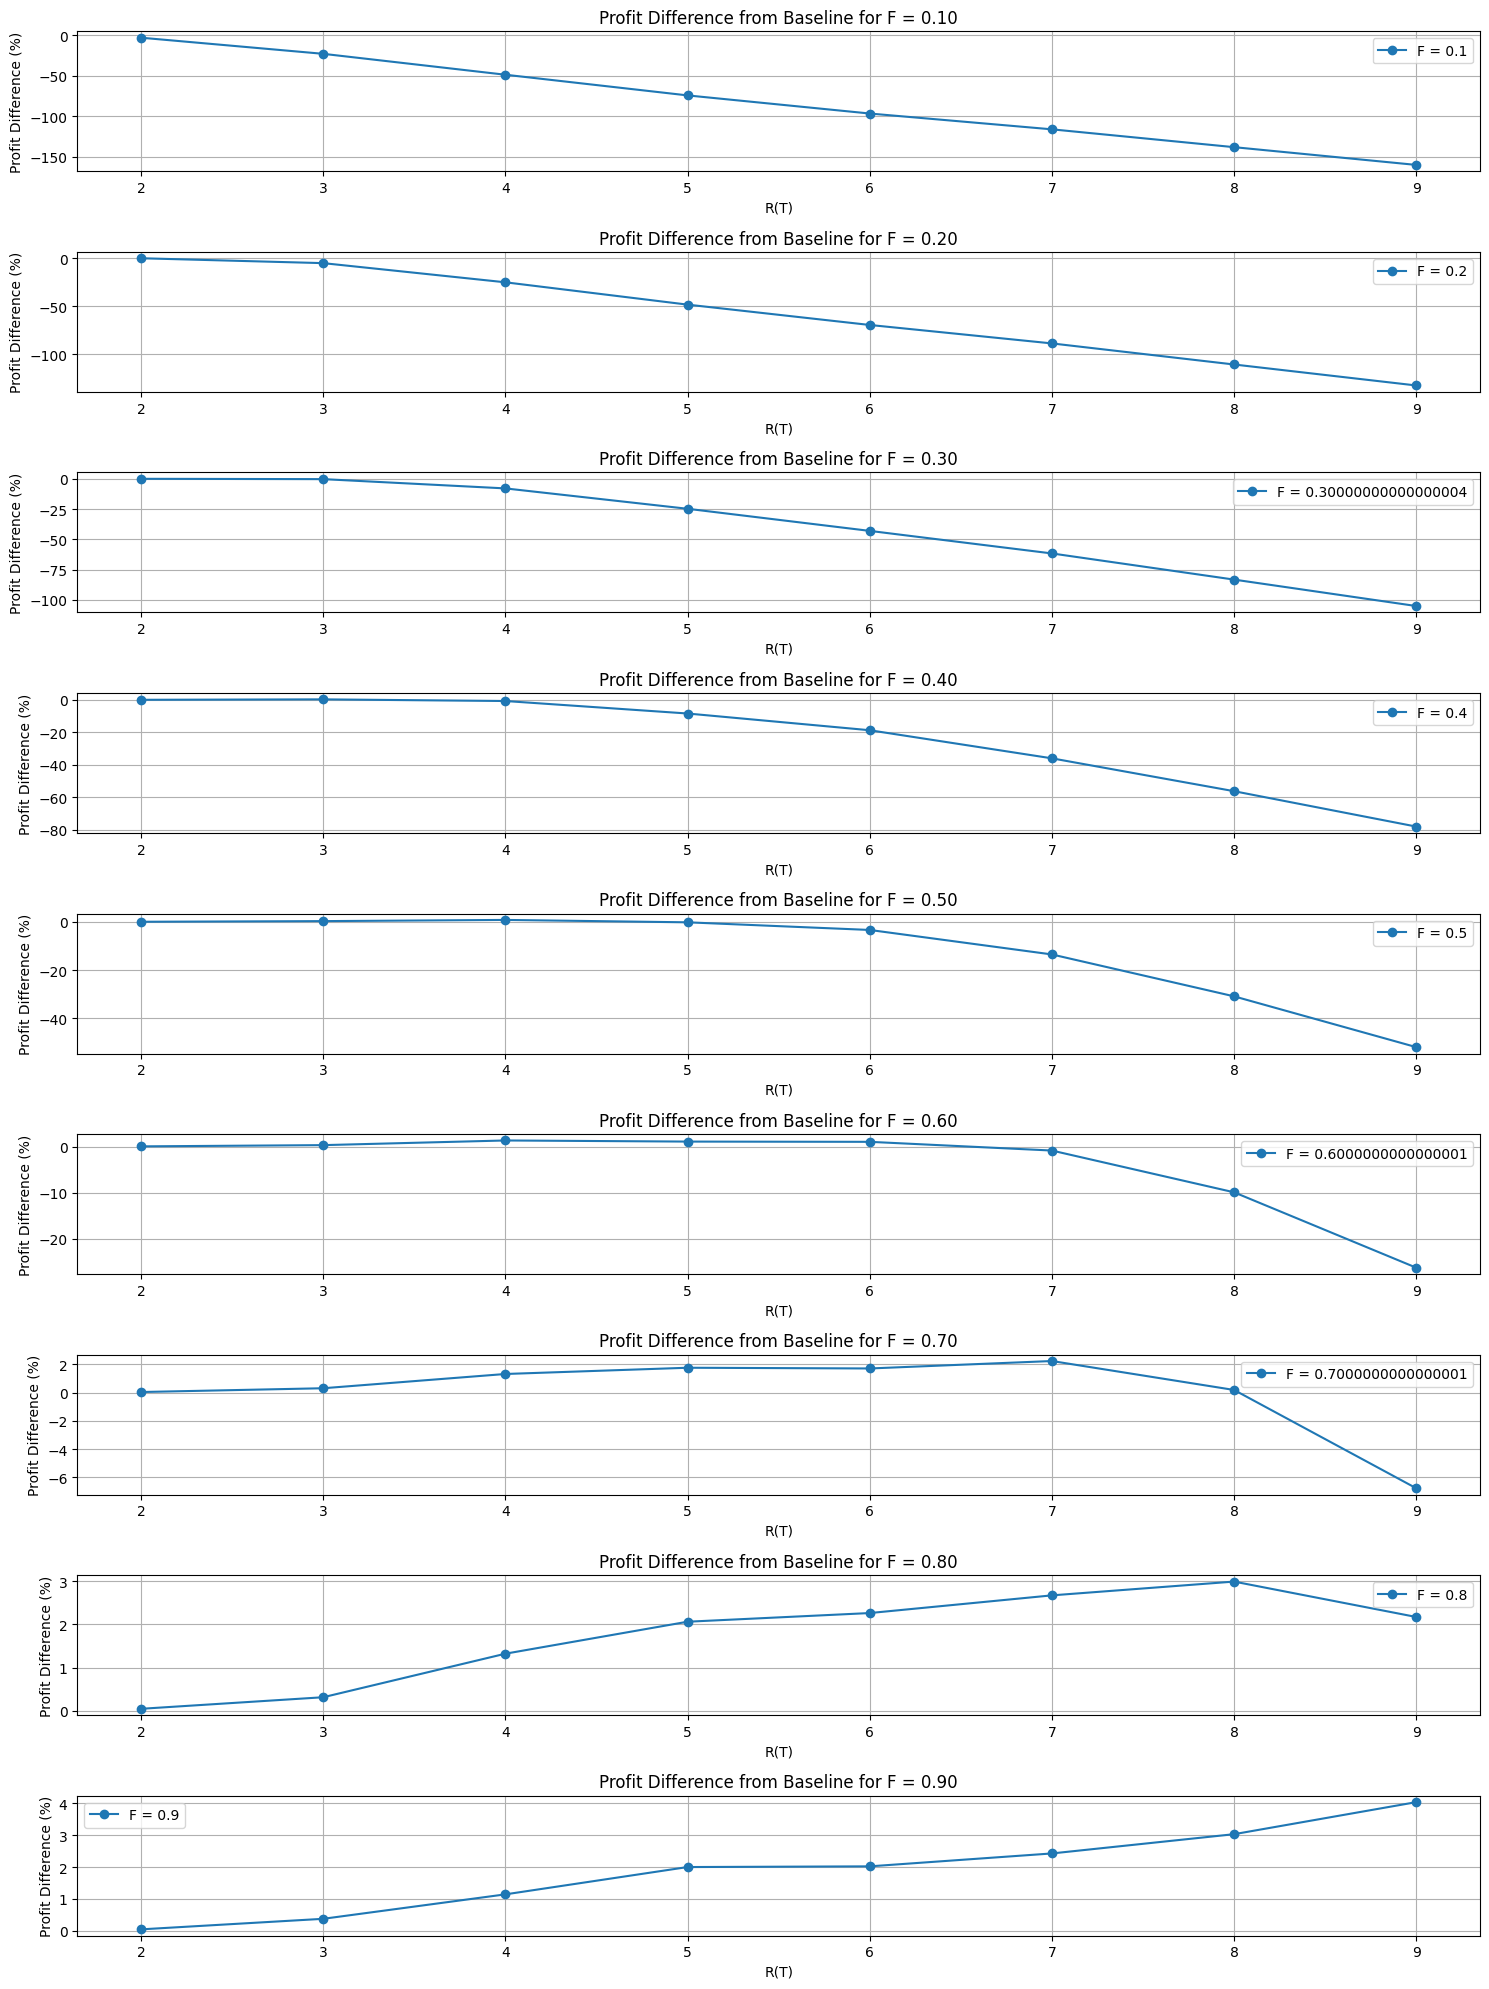 Profit Difference from Baseline for F = 0.10
Profit Difference (%)
0
−50
−100
−150
F = 0.1
2 3 4 5 6 7 8 9
R(T)
Profit Difference from Baseline for F = 0.20
Profit Difference (%)
0
−50
−100
F = 0.2
2 3 4 5 6 7 8 9
R(T)
Profit Difference from Baseline for F = 0.30
Profit Difference (%)
0
−25
−50
−75
−100
F = 0.30000000000000004
2 3 4 5 6 7 8 9
R(T)
Profit Difference from Baseline for F = 0.40
Profit Difference (%)
0
−20
−40
−60
−80
F = 0.4
2 3 4 5 6 7 8 9
R(T)
Profit Difference from Baseline for F = 0.50
Profit Difference (%)
0
−20
−40
F = 0.5
2 3 4 5 6 7 8 9
R(T)
Profit Difference from Baseline for F = 0.60
Profit Difference (%)
0
−10
−20
F = 0.6000000000000001
2 3 4 5 6 7 8 9
R(T)
Profit Difference from Baseline for F = 0.70
Profit Difference (%)
2
0
−2
−4
−6
F = 0.7000000000000001
2 3 4 5 6 7 8 9
R(T)
Profit Difference from Baseline for F = 0.80
Profit Difference (%)
3
2
1
0
F = 0.8
2 3 4 5 6 7 8 9
R(T)
Profit Difference from Baseline for F = 0.90
Profit Difference (%)
4
3
2
1
0
F = 0.9
2 3 4 5 6 7 8 9
R(T)